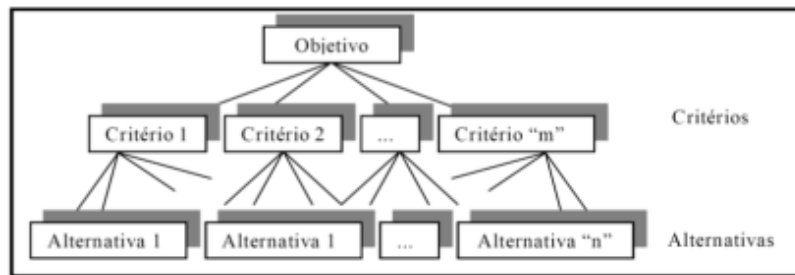 Objetivo
Critério 1 Critério 2 ... Critério “m” Critérios
Alternativa 1 Alternativa 1 ... Alternativa “n” Alternativas